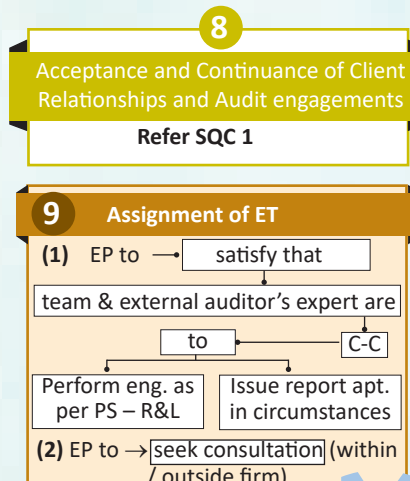 8
Acceptance and Continuance of Client
Relationships and Audit engagements
Refer SQC 1
9 Assignment of ET
(1) EP to satisfy that
team & external auditor's expert are
to C-C
Perform eng. as Issue report apt.
per PS – R&L in circumstances
(2) EP to → seek consultation (within
/ outside firm)